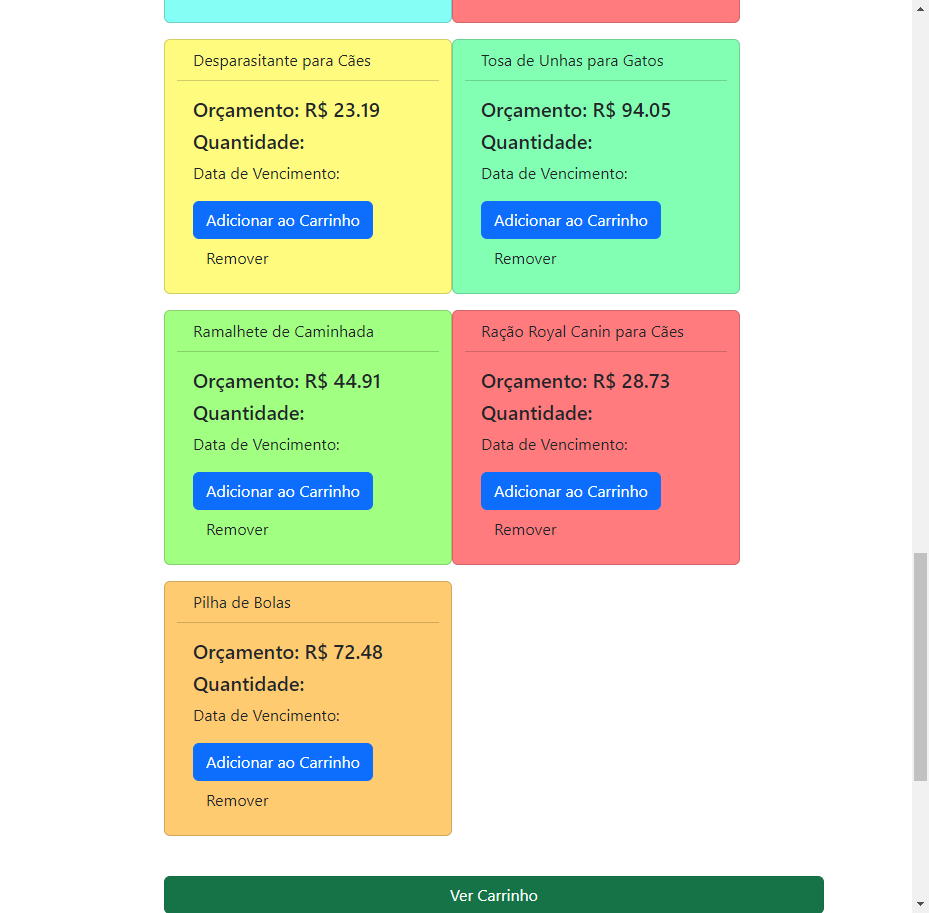 Desparasitante para Cães
Orçamento: R$ 23.19
Quantidade:
Data de Vencimento:
Adicionar ao Carrinho
Remover
Tosa de Unhas para Gatos
Orçamento: R$ 94.05
Quantidade:
Data de Vencimento:
Adicionar ao Carrinho
Remover
Ramalhete de Caminhada
Orçamento: R$ 44.91
Quantidade:
Data de Vencimento:
Adicionar ao Carrinho
Remover
Ração Royal Canin para Cães
Orçamento: R$ 28.73
Quantidade:
Data de Vencimento:
Adicionar ao Carrinho
Remover
Pilha de Bolas
Orçamento: R$ 72.48
Quantidade:
Data de Vencimento:
Adicionar ao Carrinho
Remover
Ver Carrinho